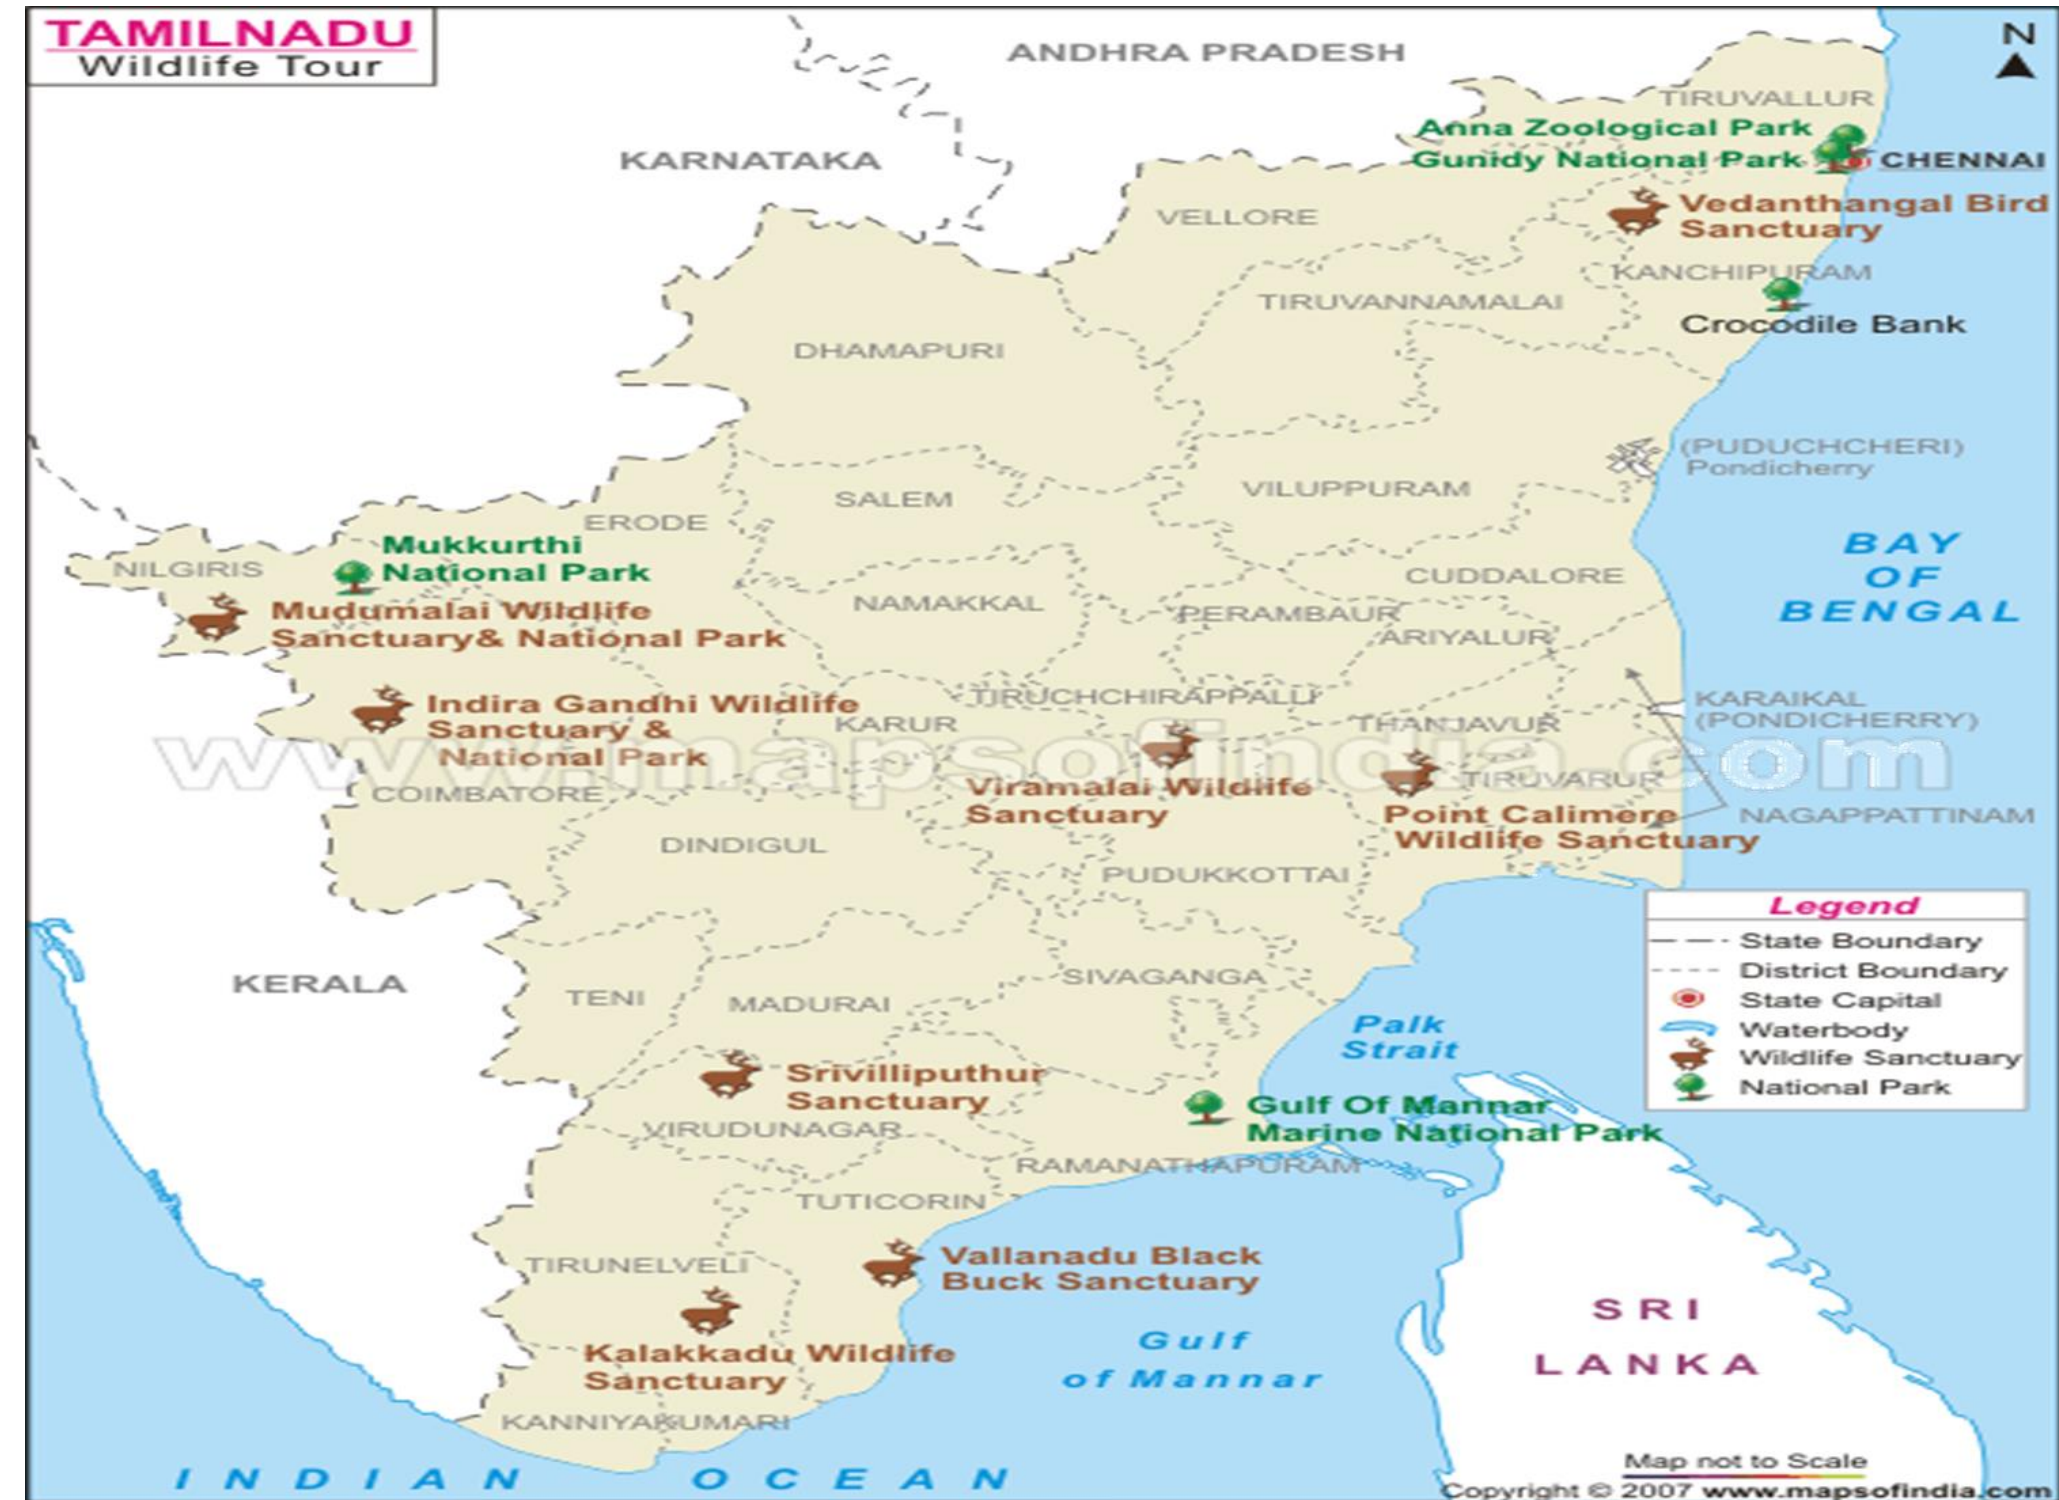 TAMILNADU
Wildlife Tour
ANDHRA PRADESH
N
KARNATAKA
TIRUVALLUR
Anna Zoological Park
Gunidy National Park
CHENNAI
VELLORE
Vedanthangal Bird
Sanctuary
KANCHIPURAM
TIRUVANNAMALAI
Crocodile Bank
DHAMAPURI
(PUDUCHCHERI)
Pondicherry
SALEM
VILUPPURAM
ERODE
BAY
OF
BENGAL
Mukkurthi
National Park
NILGIRIS
CUDDALORE
NAMAKKAL
PERAMBAUR
Mudumalai Wildlife
Sanctuary& National Park
ARIYALUR
TIRUCHCHIRAPPALLI
KARAIKAL
(PONDICHERRY)
Indira Gandhi Wildlife
Sanctuary &
National Park
KARUR
THANJAVUR
www.mapsofindia.com
TIRUVARUR
COIMBATORE
Viramalai Wildlife
Sanctuary
Point Calimere
Wildlife Sanctuary
NAGAPPATTINAM
DINDIGUL
PUDUKKOTTAI
Legend
State Boundary
District Boundary
State Capital
Waterbody
Wildlife Sanctuary
National Park
KERALA
TENI
MADURAI
SIVAGANGA
Palk
Strait
Srivilliputhur
Sanctuary
Gulf Of Mannar
Marine National Park
VIRUDUNAGAR
RAMANATHAPURAM
TUTICORIN
TIRUNELVELI
Vallanadu Black
Buck Sanctuary
Kalakkadu Wildlife
Sanctuary
Gulf
of Mannar
SRI
LANKA
KANNIYAKUMARI
INDIAN OCEAN
Map not to Scale
Copyright © 2007 www.mapsofindia.com